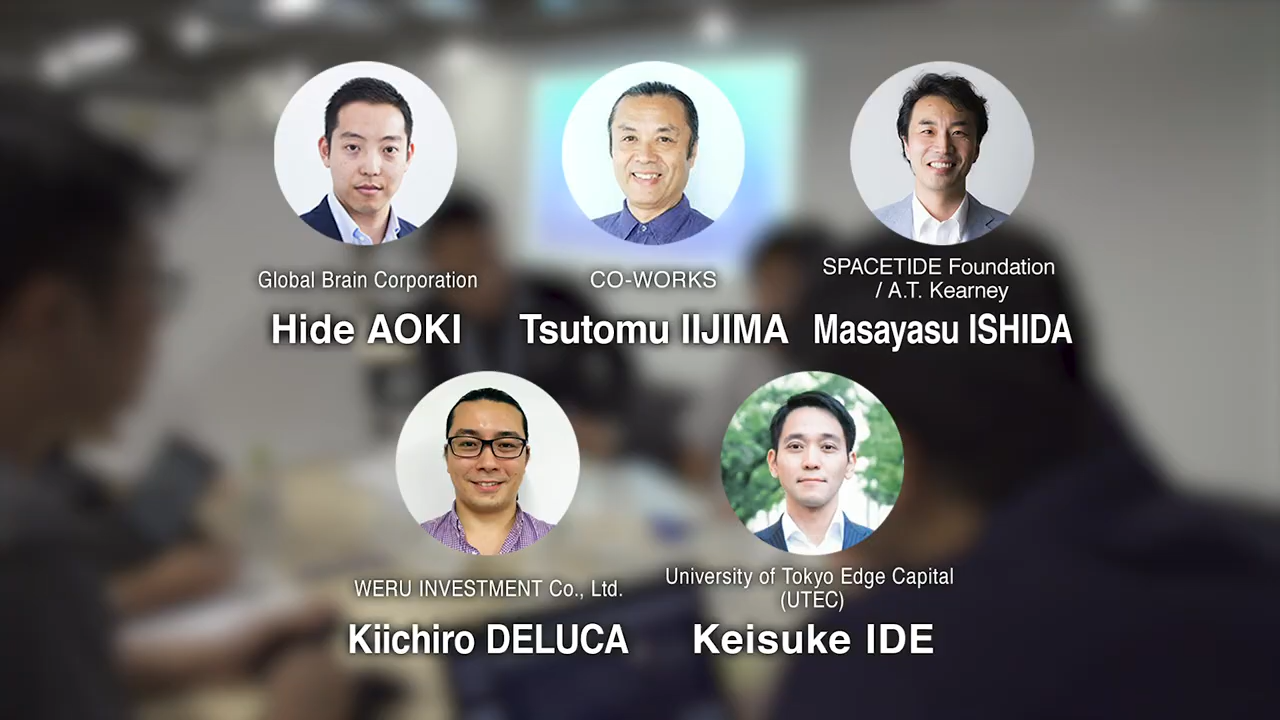 Global Brain Corporation
Hide AOKI
CO-WORKS
Tsutomu IIJIMA
SPACETIDE Foundation
/ A.T. Kearney
Masayasu ISHIDA
WERU INVESTMENT Co., Ltd.
Kiichiro DELUCA
University of Tokyo Edge Capital
(UTEC)
Keisuke IDE